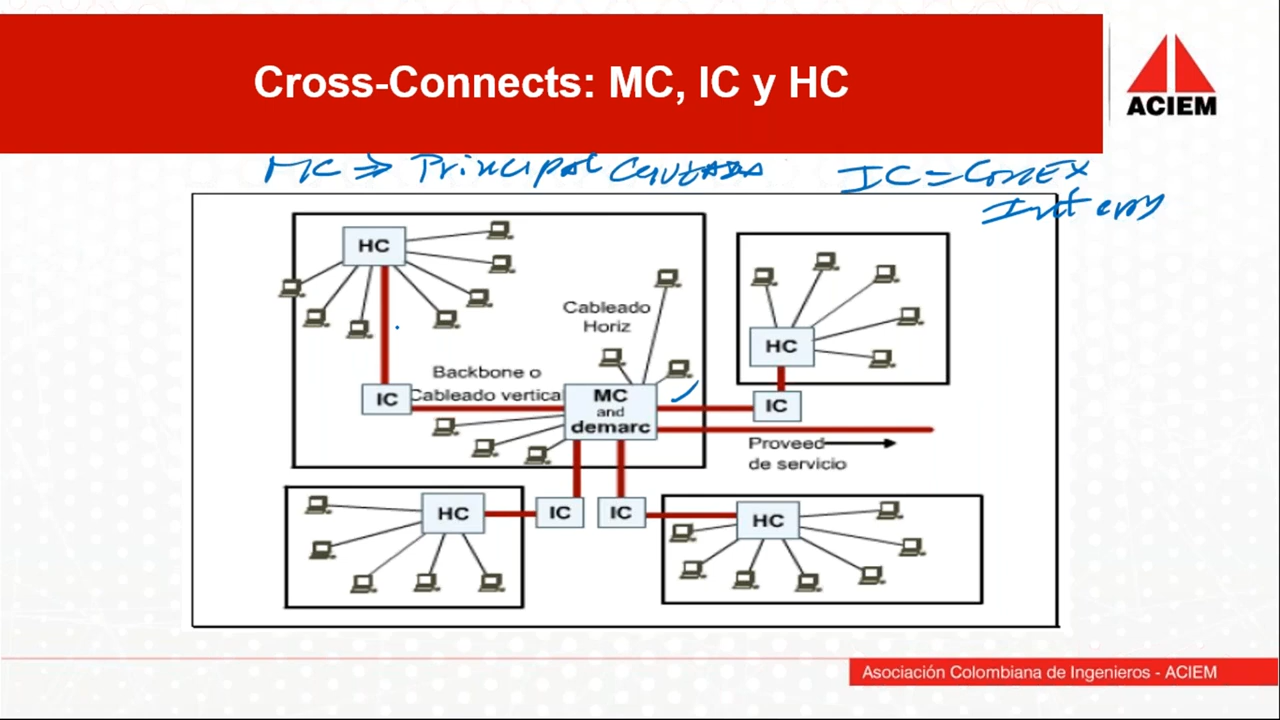 Cross-Connects: MC, IC y HC
ACIEM
MC ⇒ Principal
IC = Conex
HC
Cableado
Horiz
HC
Backbone o
Cableado vertical
IC
MC
and
demarc
IC
Proveed
de servicio
HC
IC
IC
HC
Asociación Colombiana de Ingenieros - ACIEM